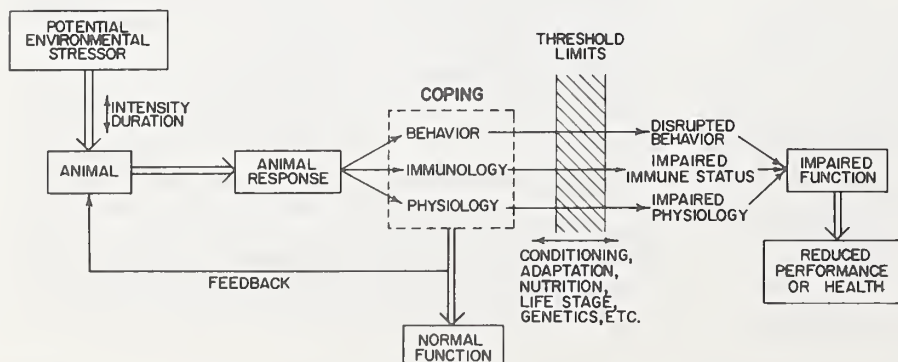 POTENTIAL
ENVIRONMENTAL
STRESSOR
INTENSITY
DURATION
ANIMAL
ANIMAL
RESPONSE
COPING
BEHAVIOR
IMMUNOLOGY
PHYSIOLOGY
THRESHOLD
LIMITS
DISRUPTED
BEHAVIOR
IMPAIRED
IMMUNE STATUS
IMPAIRED
PHYSIOLOGY
IMPAIRED
FUNCTION
REDUCED
PERFORMANCE
OR HEALTH
CONDITIONING,
ADAPTATION,
NUTRITION,
LIFE STAGE,
GENETICS, ETC.
FEEDBACK
NORMAL
FUNCTION